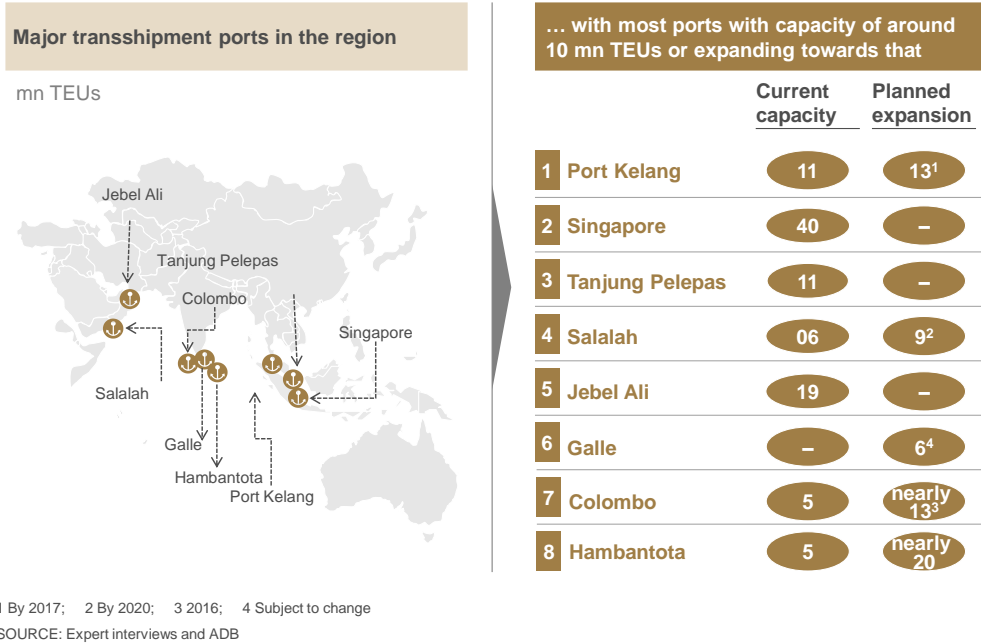 Major transshipment ports in the region
mn TEUs
Jebel Ali
Tanjung Pelepas
Colombo
Singapore
Salalah
Galle
Hambantota
Port Kelang
… with most ports with capacity of around
10 mn TEUs or expanding towards that
Current capacity
Planned expansion
1 Port Kelang 11 13¹
2 Singapore 40 –
3 Tanjung Pelepas 11 –
4 Salalah 06 9²
5 Jebel Ali 19 –
6 Galle – 6⁴
7 Colombo 5 nearly 13³
8 Hambantota 5 nearly 20
1 By 2017; 2 By 2020; 3 2016; 4 Subject to change
SOURCE: Expert interviews and ADB